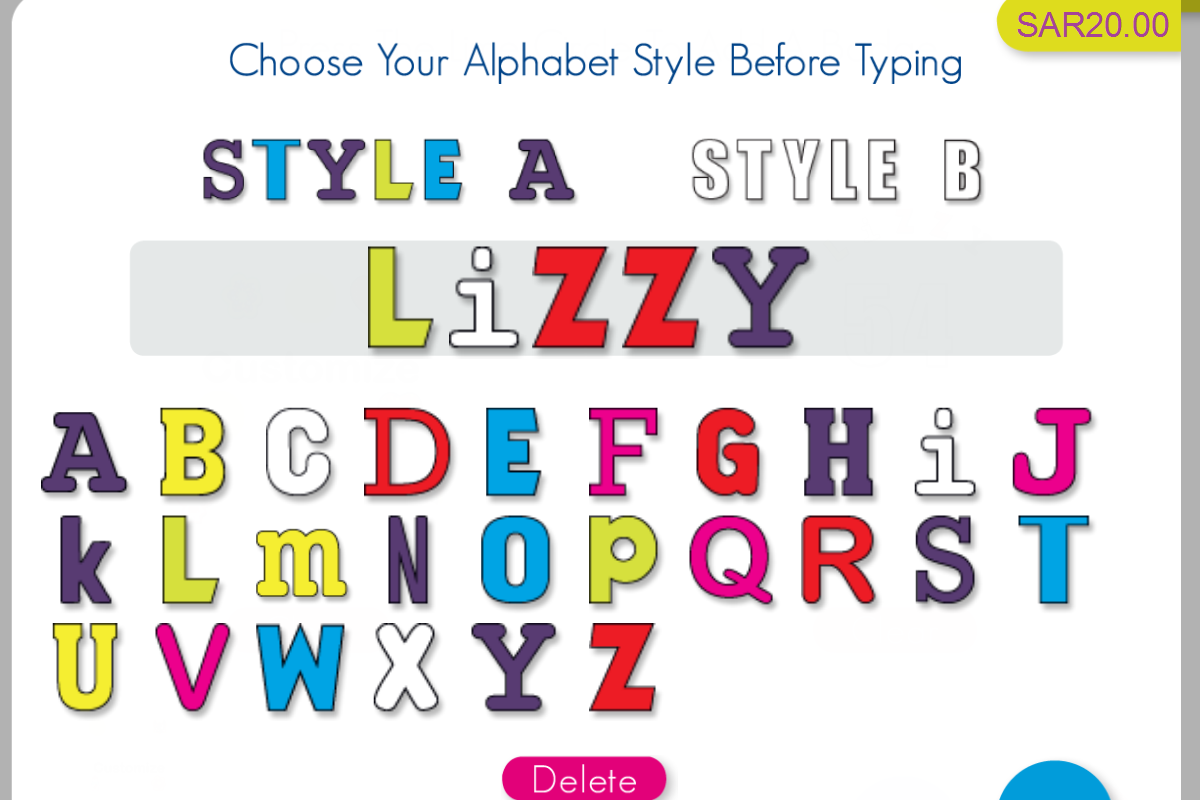 SAR20.00
Choose Your Alphabet Style Before Typing
STYLE A STYLE B
LiZZY
A B C D E F G H i J
k L m N O P Q R S T
U V W X Y Z
Delete